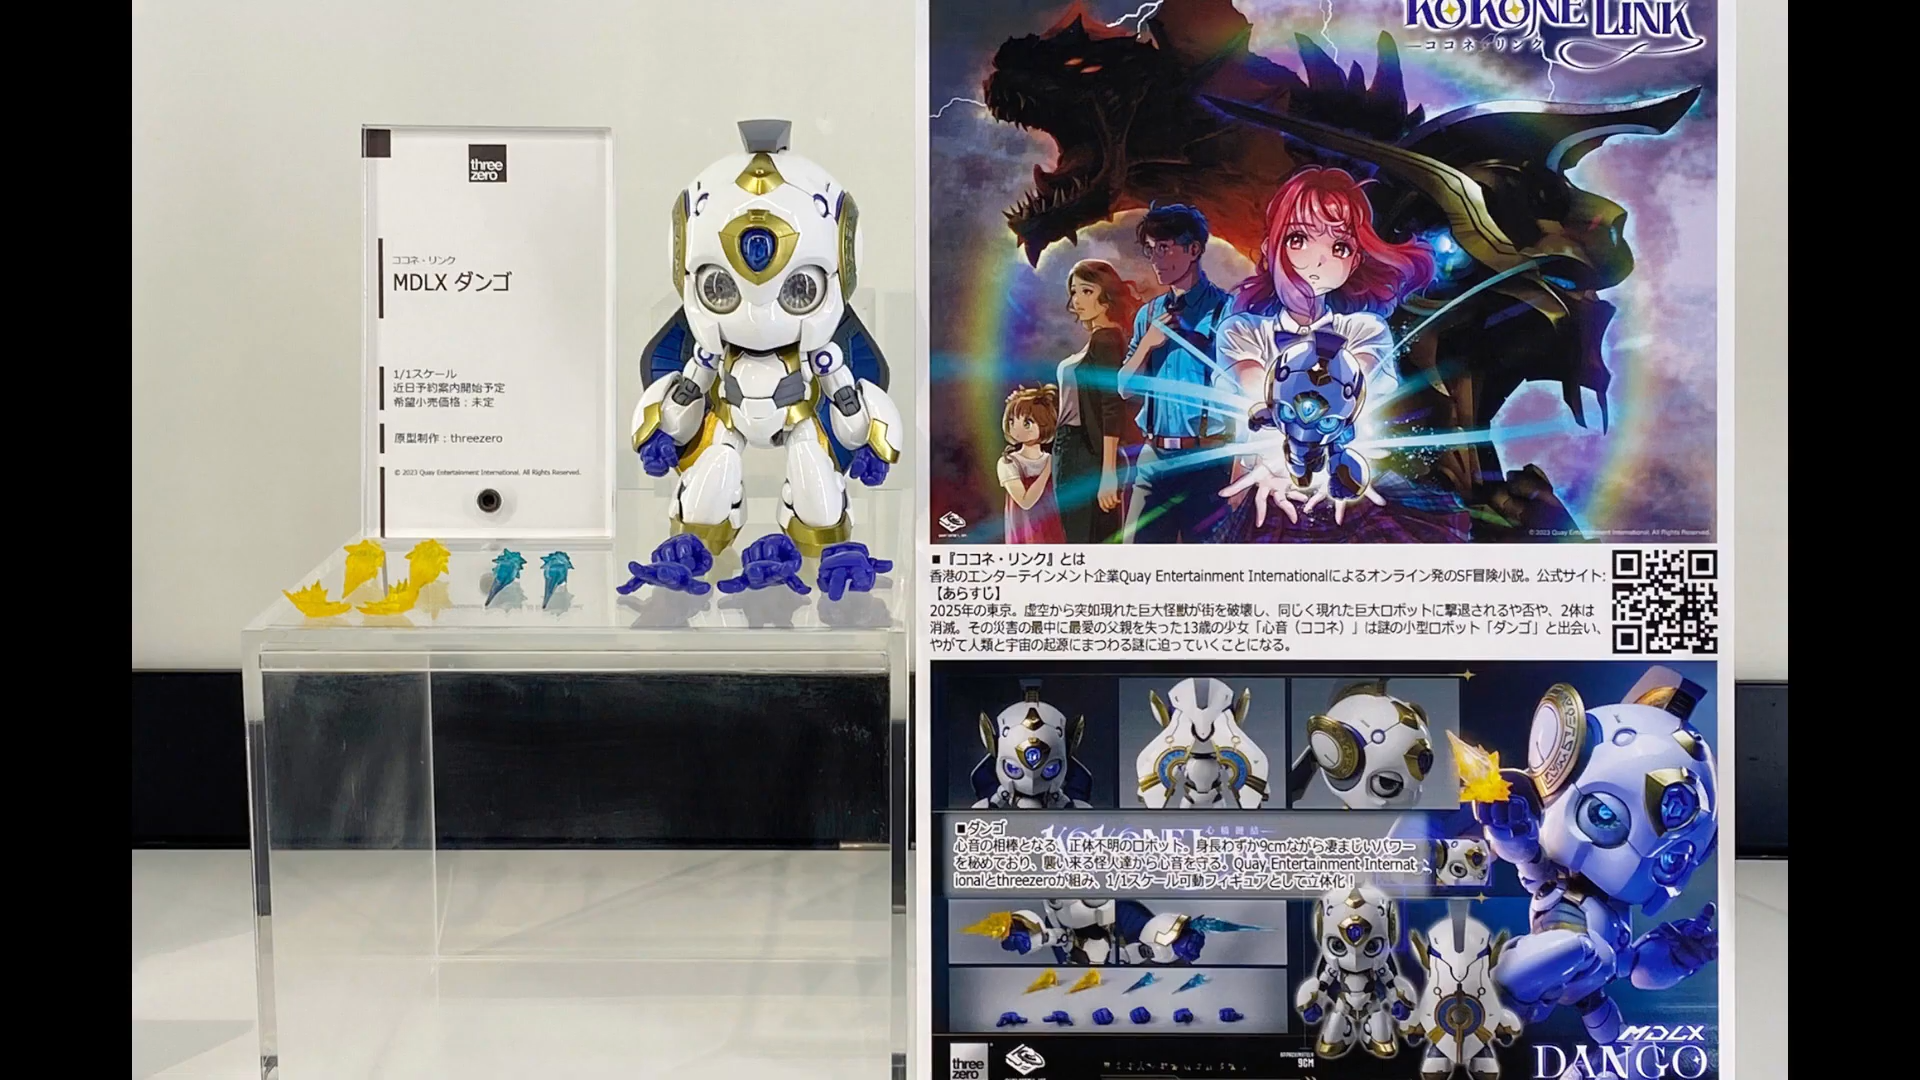 three
zero
ココネ・リンク
MDLX ダンゴ
1/1スケール
近日予約案内開始予定
希望小売価格：未定
原型制作：threezero
© 2023 Quay Entertainment International. All Rights Reserved.
KOKONE LINK
ココネ・リンク
© 2023 Quay Entertainment International. All Rights Reserved.
■『ココネ・リンク』とは
香港のエンターテインメント企業Quay Entertainment Internationalによるオンライン発のSF冒険小説。公式サイト:
【あらすじ】
2025年の東京。虚空から突如現れた巨大怪獣が街を破壊し、同じく現れた巨大ロボットに撃退されるや否や、2体は
消滅。その災害の最中に最愛の父親を失った13歳の少女「心音（ココネ）」は謎の小型ロボット「ダンゴ」と出会い、
やがて人類と宇宙の起源にまつわる謎に迫っていくことになる。
■ダンゴ
心音の相棒となる、正体不明のロボット。身長わずか9cmながら凄まじいパワー
を秘めており、襲い来る怪人達から心音を守る。Quay Entertainment Internat
ionalとthreezeroが組み、1/1スケール可動フィギュアとして立体化！
three
zero
9CM
MDLX
DANGO